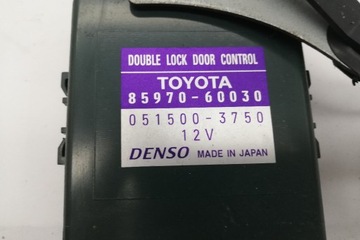 DOUBLE LOCK DOOR CONTROL
TOYOTA
85970-60030
051500-3750
12V
DENSO MADE IN JAPAN